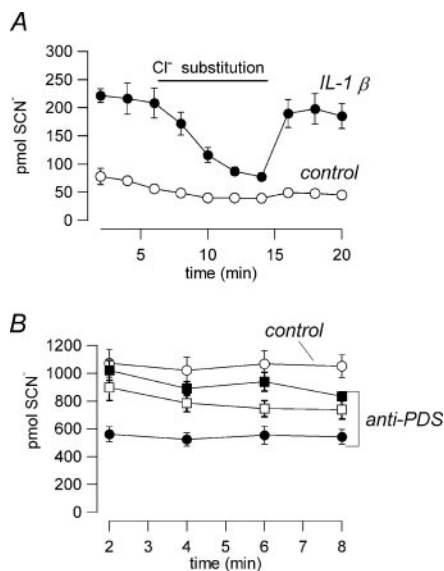 A
300
250
200
150
100
50
0
pmol SCN⁻
Cl⁻ substitution
IL-1 β
control
5 10 15 20
time (min)
B
1200
1000
800
600
400
200
0
pmol SCN⁻
control
anti-PDS
2 3 4 5 6 7 8
time (min)